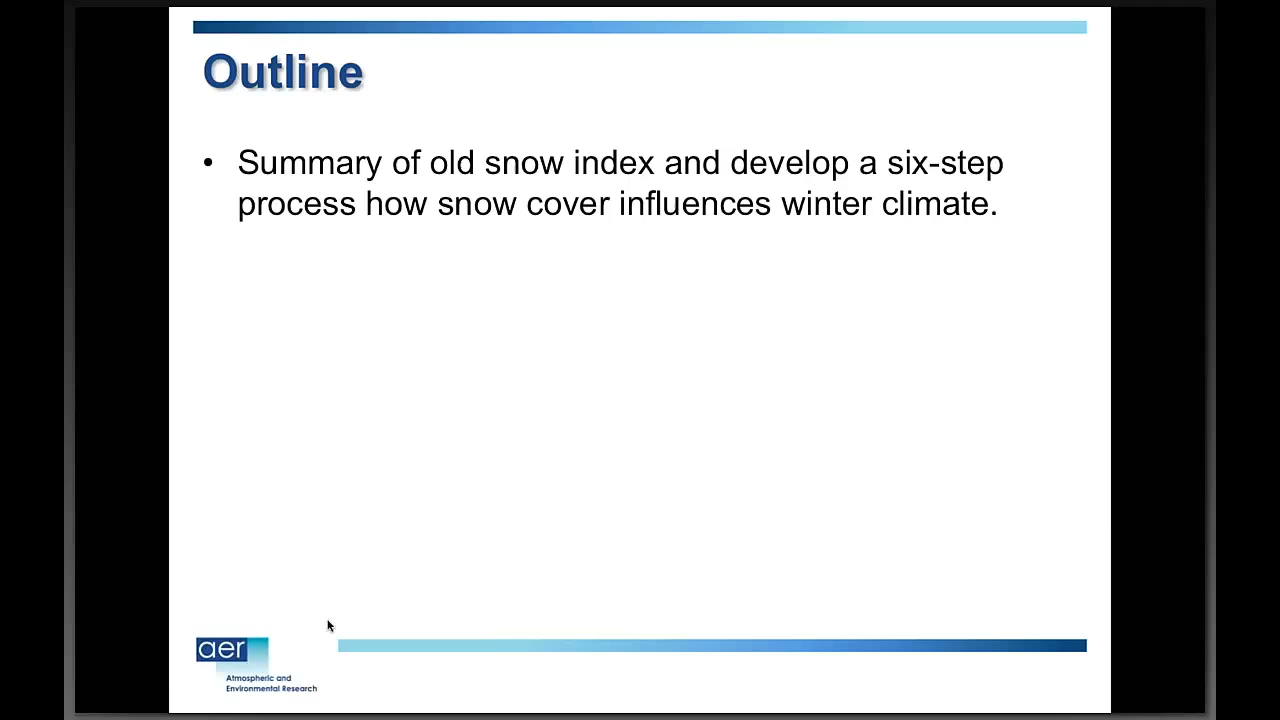 Outline
• Summary of old snow index and develop a six-step
process how snow cover influences winter climate.
aer
Atmospheric and
Environmental Research